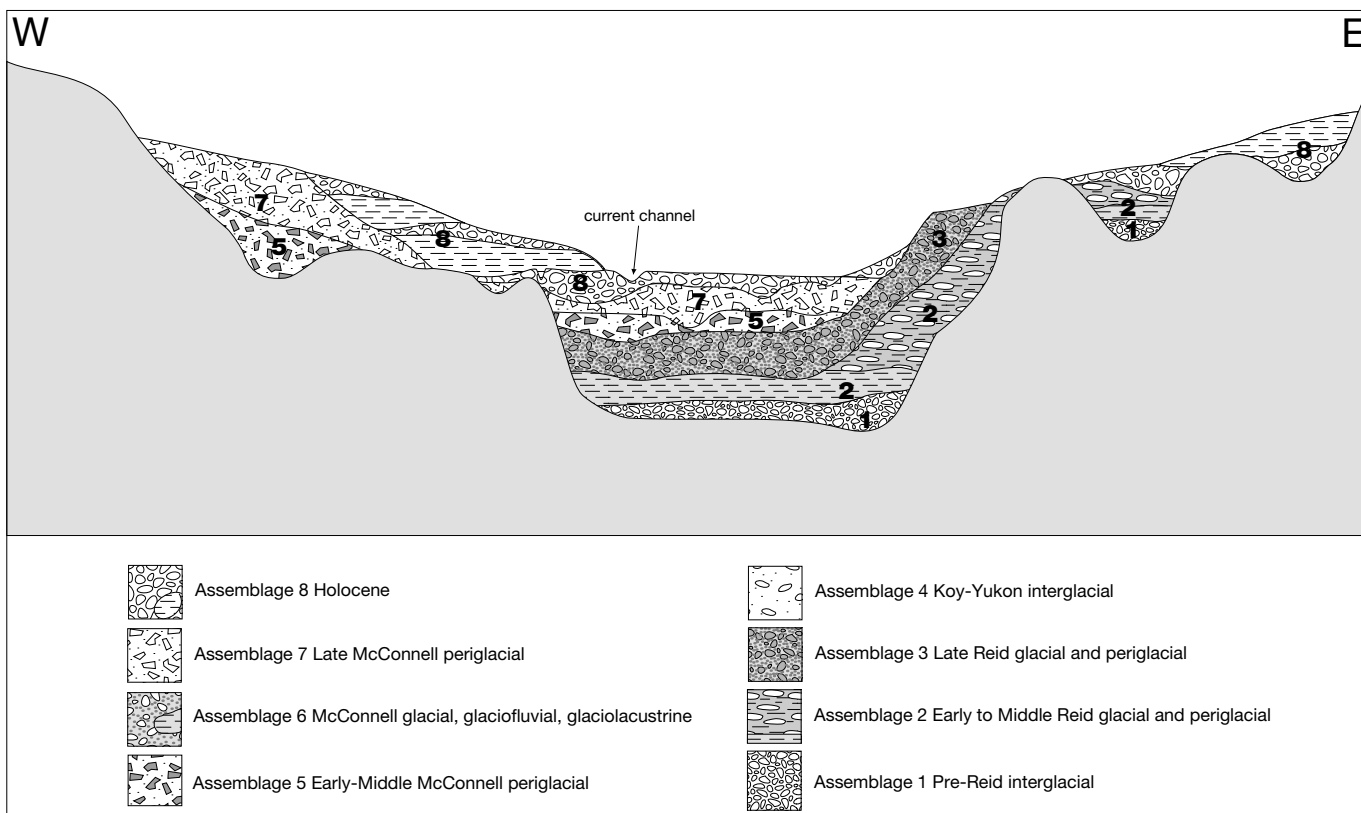 W
E
current channel
8
2
1
7
5
8
3
8
7
5
2
2
1
Assemblage 8 Holocene
Assemblage 7 Late McConnell periglacial
Assemblage 6 McConnell glacial, glaciofluvial, glaciolacustrine
Assemblage 5 Early-Middle McConnell periglacial
Assemblage 4 Koy-Yukon interglacial
Assemblage 3 Late Reid glacial and periglacial
Assemblage 2 Early to Middle Reid glacial and periglacial
Assemblage 1 Pre-Reid interglacial